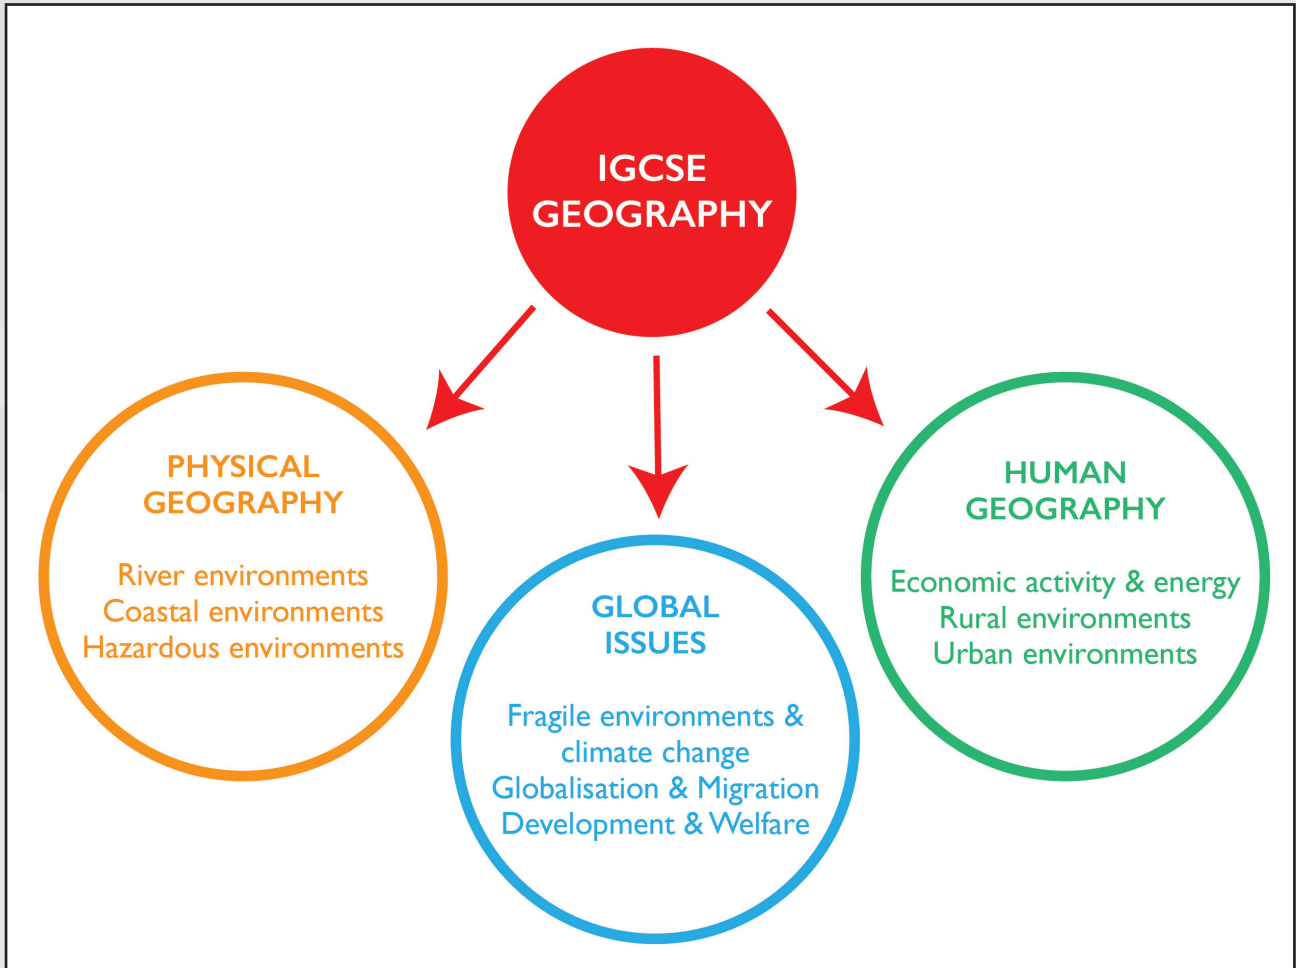 IGCSE
GEOGRAPHY
PHYSICAL
GEOGRAPHY
River environments
Coastal environments
Hazardous environments
GLOBAL
ISSUES
Fragile environments &
climate change
Globalisation & Migration
Development & Welfare
HUMAN
GEOGRAPHY
Economic activity & energy
Rural environments
Urban environments